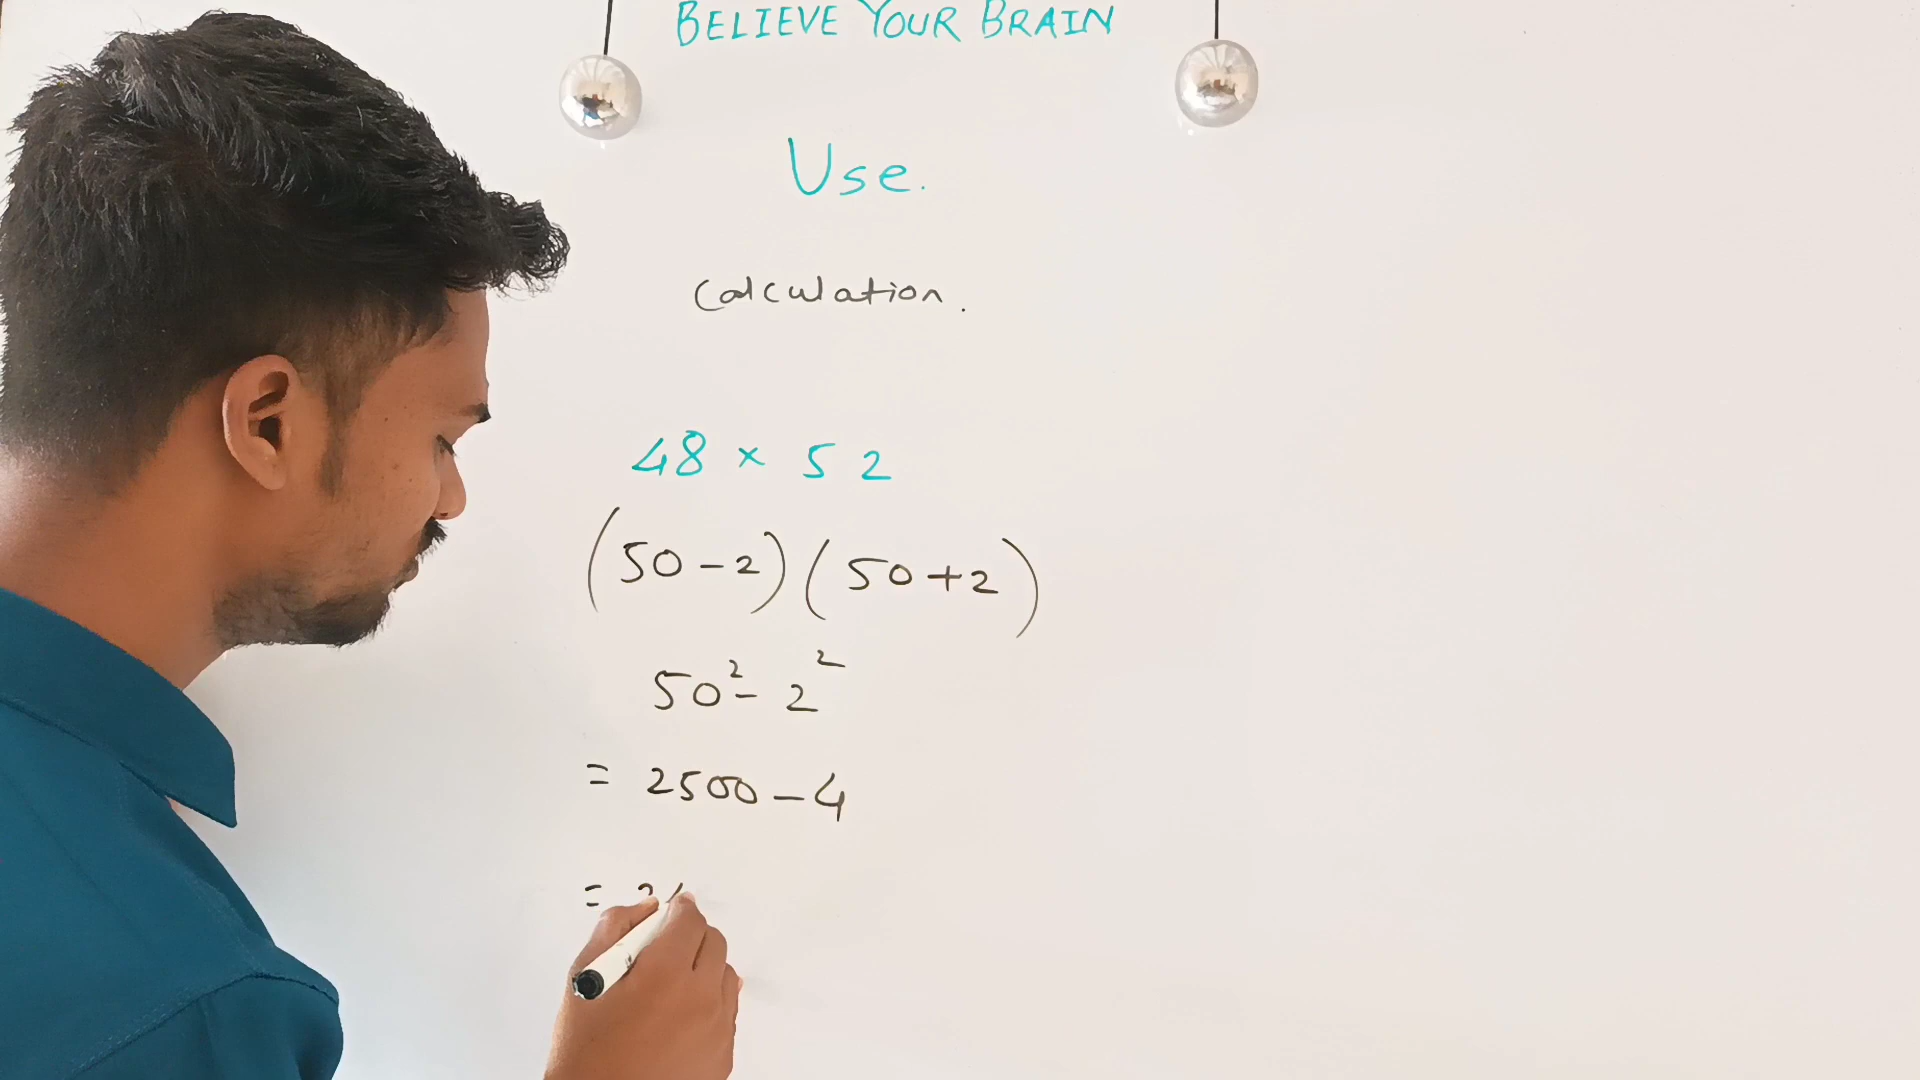 BELIEVE YOUR BRAIN
Use.
Calculation.
48 × 52
(50-2)(50+2)
50²- 2²
= 2500-4
=